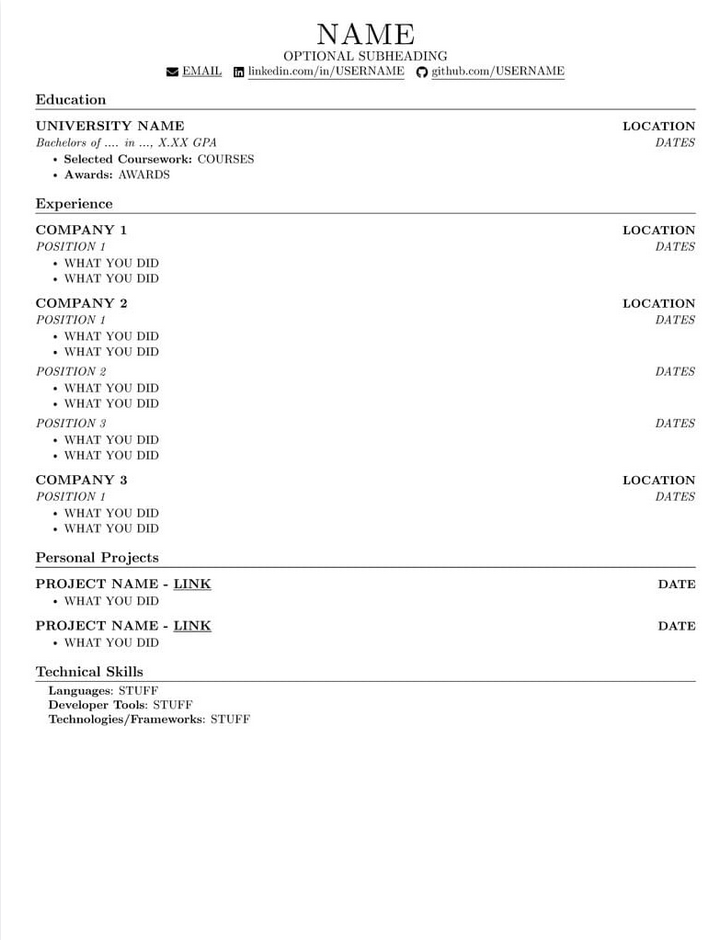 NAME
OPTIONAL SUBHEADING
EMAIL linkedin.com/in/USERNAME github.com/USERNAME
Education
UNIVERSITY NAME LOCATION
Bachelors of .... in ..., X.XX GPA DATES
• Selected Coursework: COURSES
• Awards: AWARDS
Experience
COMPANY 1 LOCATION
POSITION 1 DATES
• WHAT YOU DID
• WHAT YOU DID
COMPANY 2 LOCATION
POSITION 1 DATES
• WHAT YOU DID
• WHAT YOU DID
POSITION 2 DATES
• WHAT YOU DID
• WHAT YOU DID
POSITION 3 DATES
• WHAT YOU DID
• WHAT YOU DID
COMPANY 3 LOCATION
POSITION 1 DATES
• WHAT YOU DID
• WHAT YOU DID
Personal Projects
PROJECT NAME - LINK DATE
• WHAT YOU DID
PROJECT NAME - LINK DATE
• WHAT YOU DID
Technical Skills
Languages: STUFF
Developer Tools: STUFF
Technologies/Frameworks: STUFF